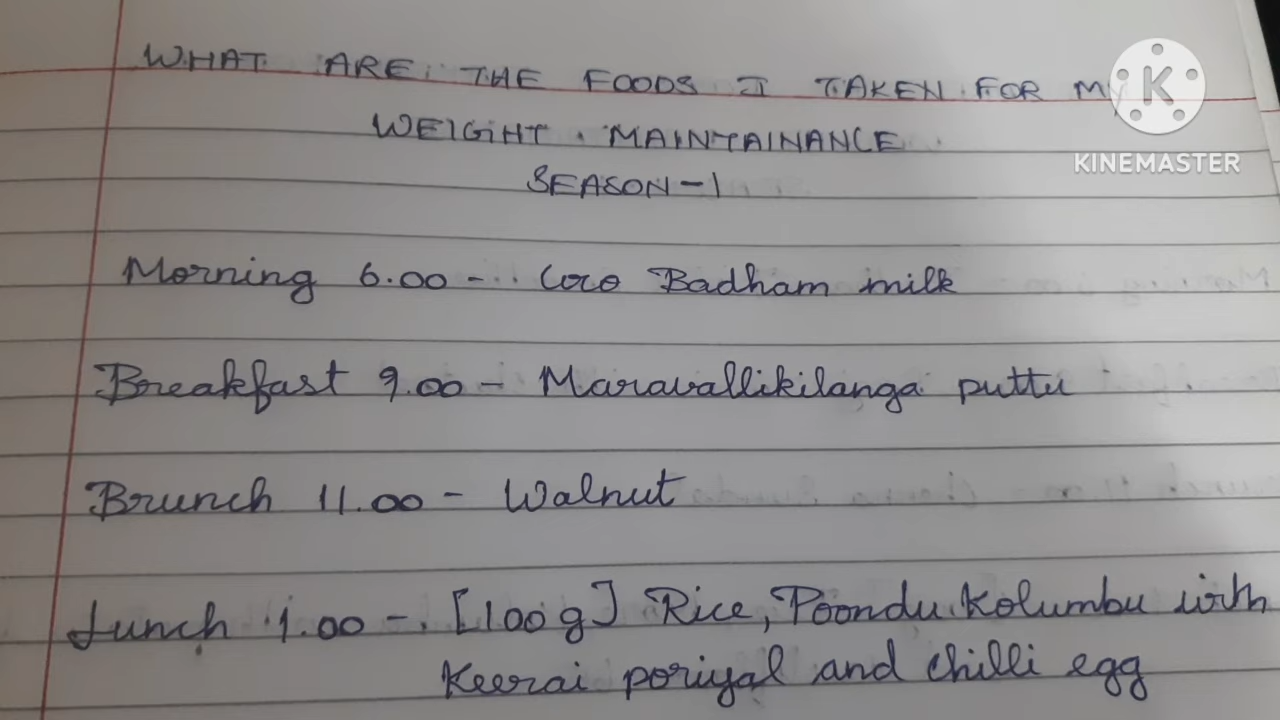 WHAT ARE THE FOODS I TAKEN FOR MY
WEIGHT MAINTAINANCE
SEASON-1
KINEMASTER
Morning 6.00 - Coco Badham milk
Breakfast 9.00 - Maravallikilanga puttu
Brunch 11.00 - Walnut
Lunch 1.00 - [100g] Rice, Poondu Kolumbu with
Keerai poriyal and chilli egg